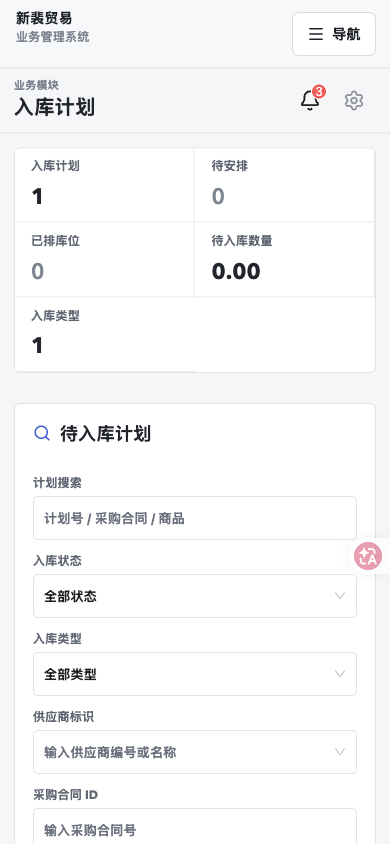 新裴贸易
业务管理系统
导航
业务模块
入库计划
3
入库计划
1
待安排
0
已排库位
0
待入库数量
0.00
入库类型
1
待入库计划
计划搜索
计划号 / 采购合同 / 商品
入库状态
全部状态
入库类型
全部类型
供应商标识
输入供应商编号或名称
采购合同 ID
输入采购合同号